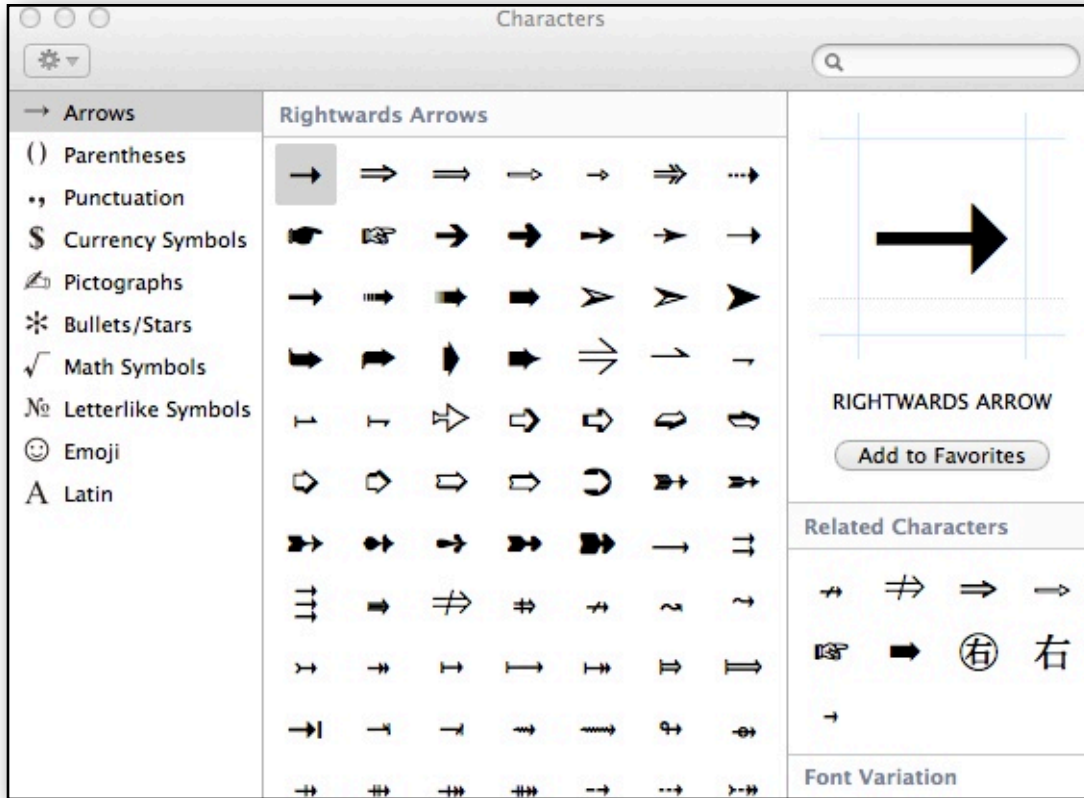 Characters
Arrows
Parentheses
Punctuation
Currency Symbols
Pictographs
Bullets/Stars
Math Symbols
Letterlike Symbols
Emoji
Latin
Rightwards Arrows
RIGHTWARDS ARROW
Add to Favorites
Related Characters
㊨ 右
Font Variation